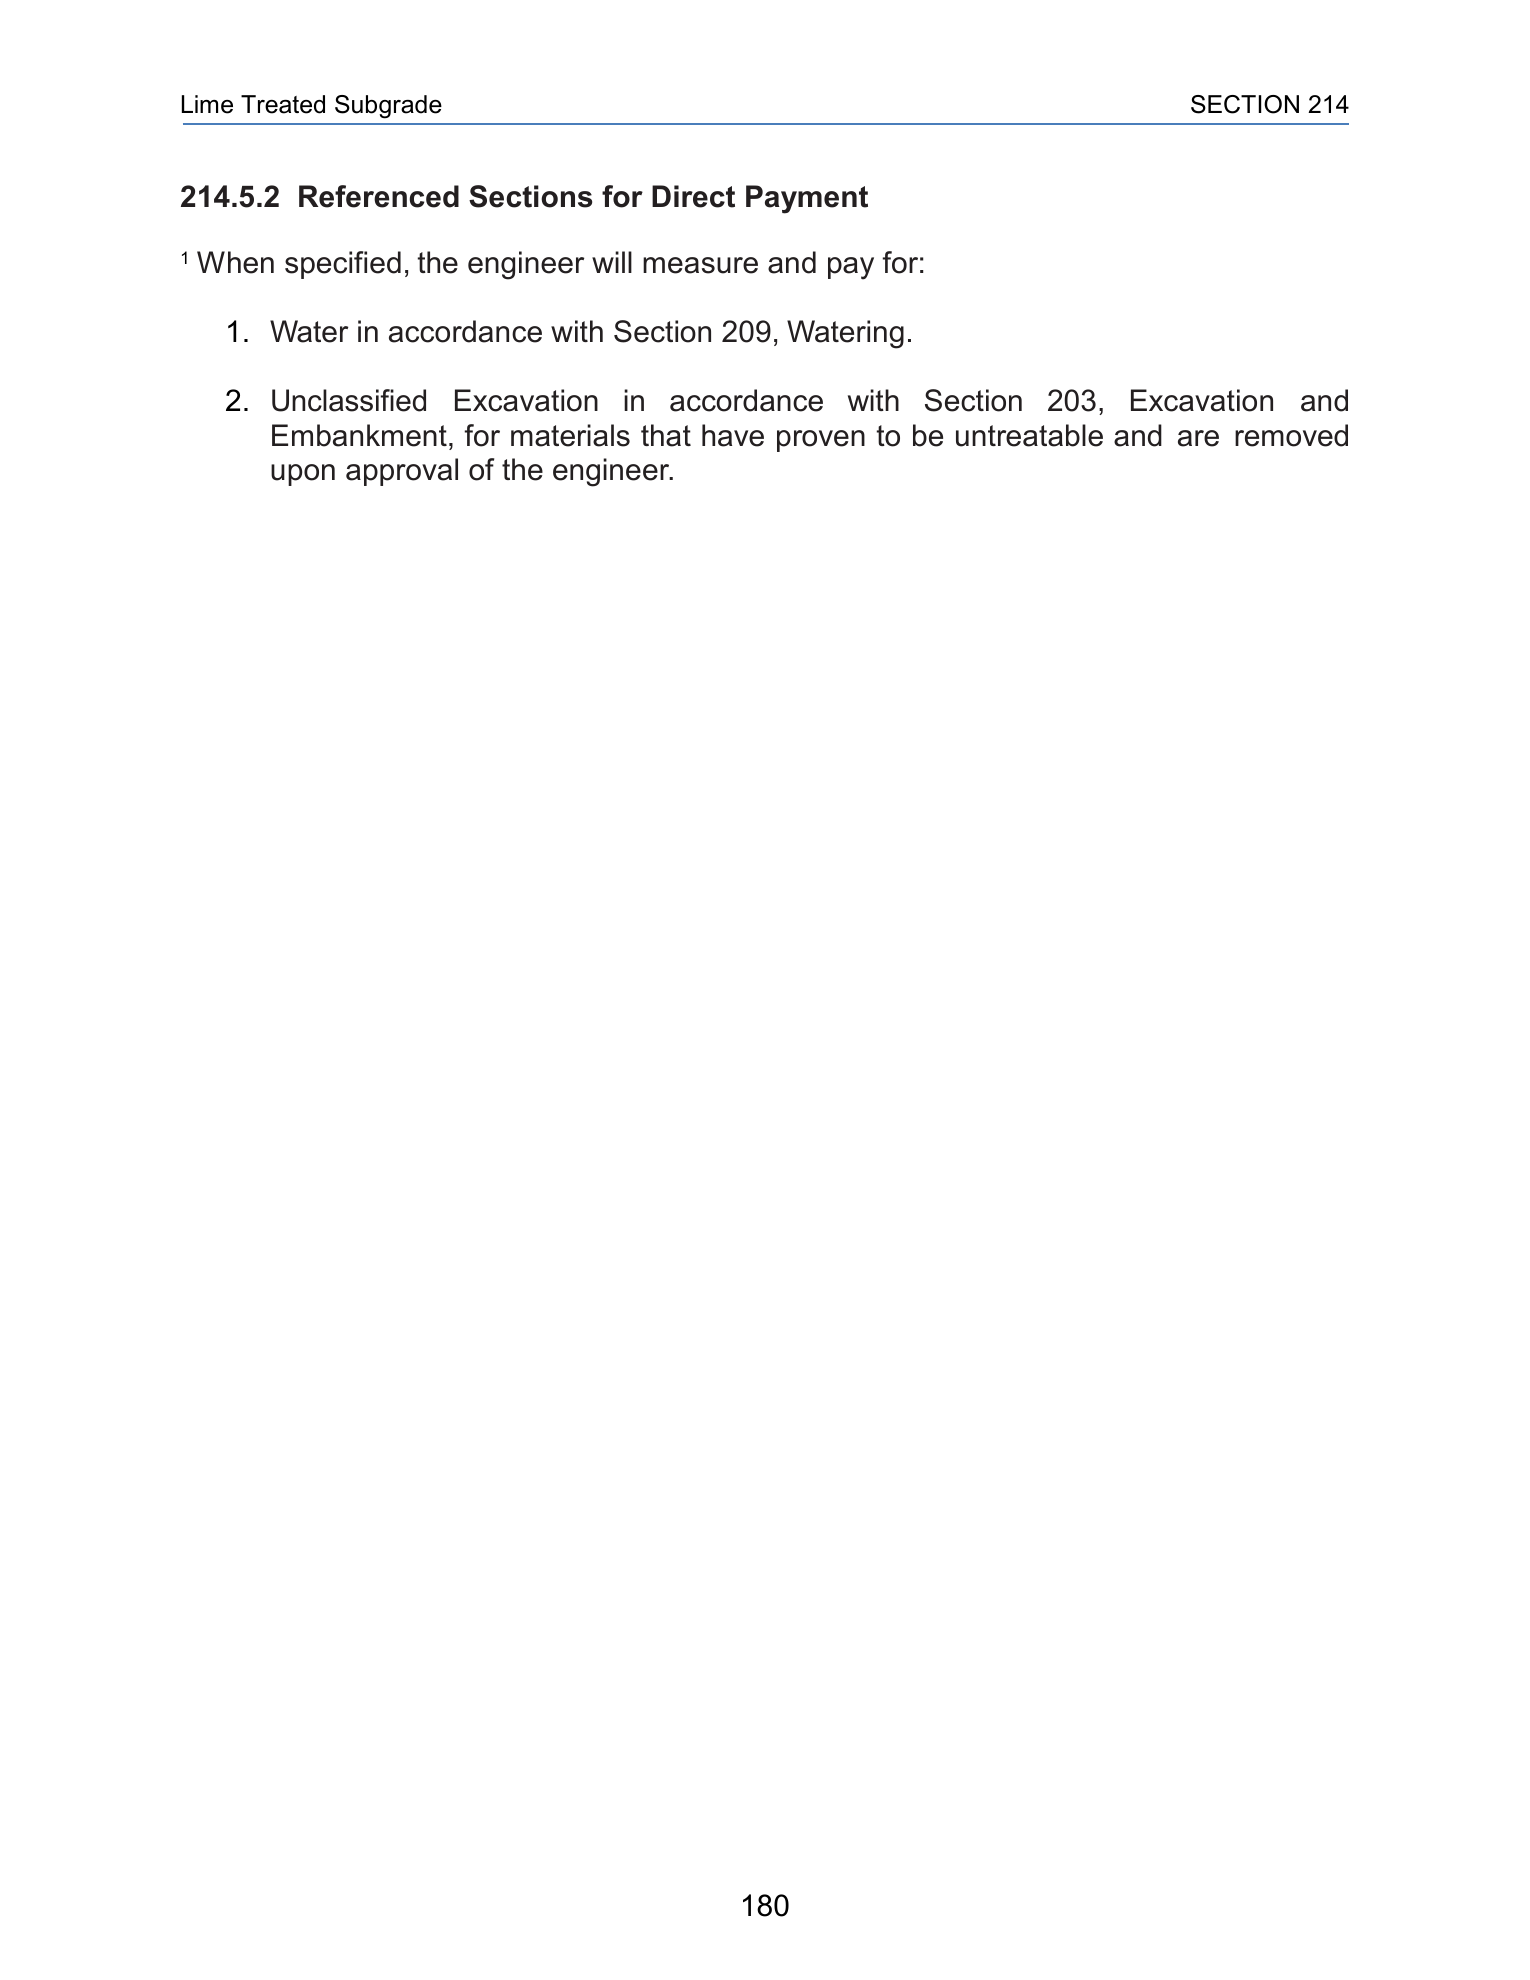 Lime Treated Subgrade SECTION 214
214.5.2 Referenced Sections for Direct Payment
¹ When specified, the engineer will measure and pay for:
1. Water in accordance with Section 209, Watering.
2. Unclassified Excavation in accordance with Section 203, Excavation and
Embankment, for materials that have proven to be untreatable and are removed
upon approval of the engineer.
180